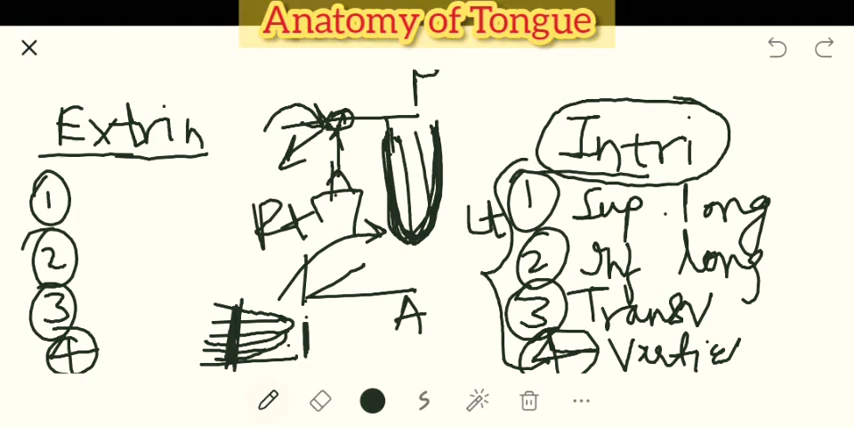 Anatomy of Tongue
Extrin
1
2
3
4
Rt
A
Intri
Lt
1 Sup. long
2 Inf long
3 Transv
4 Vertic